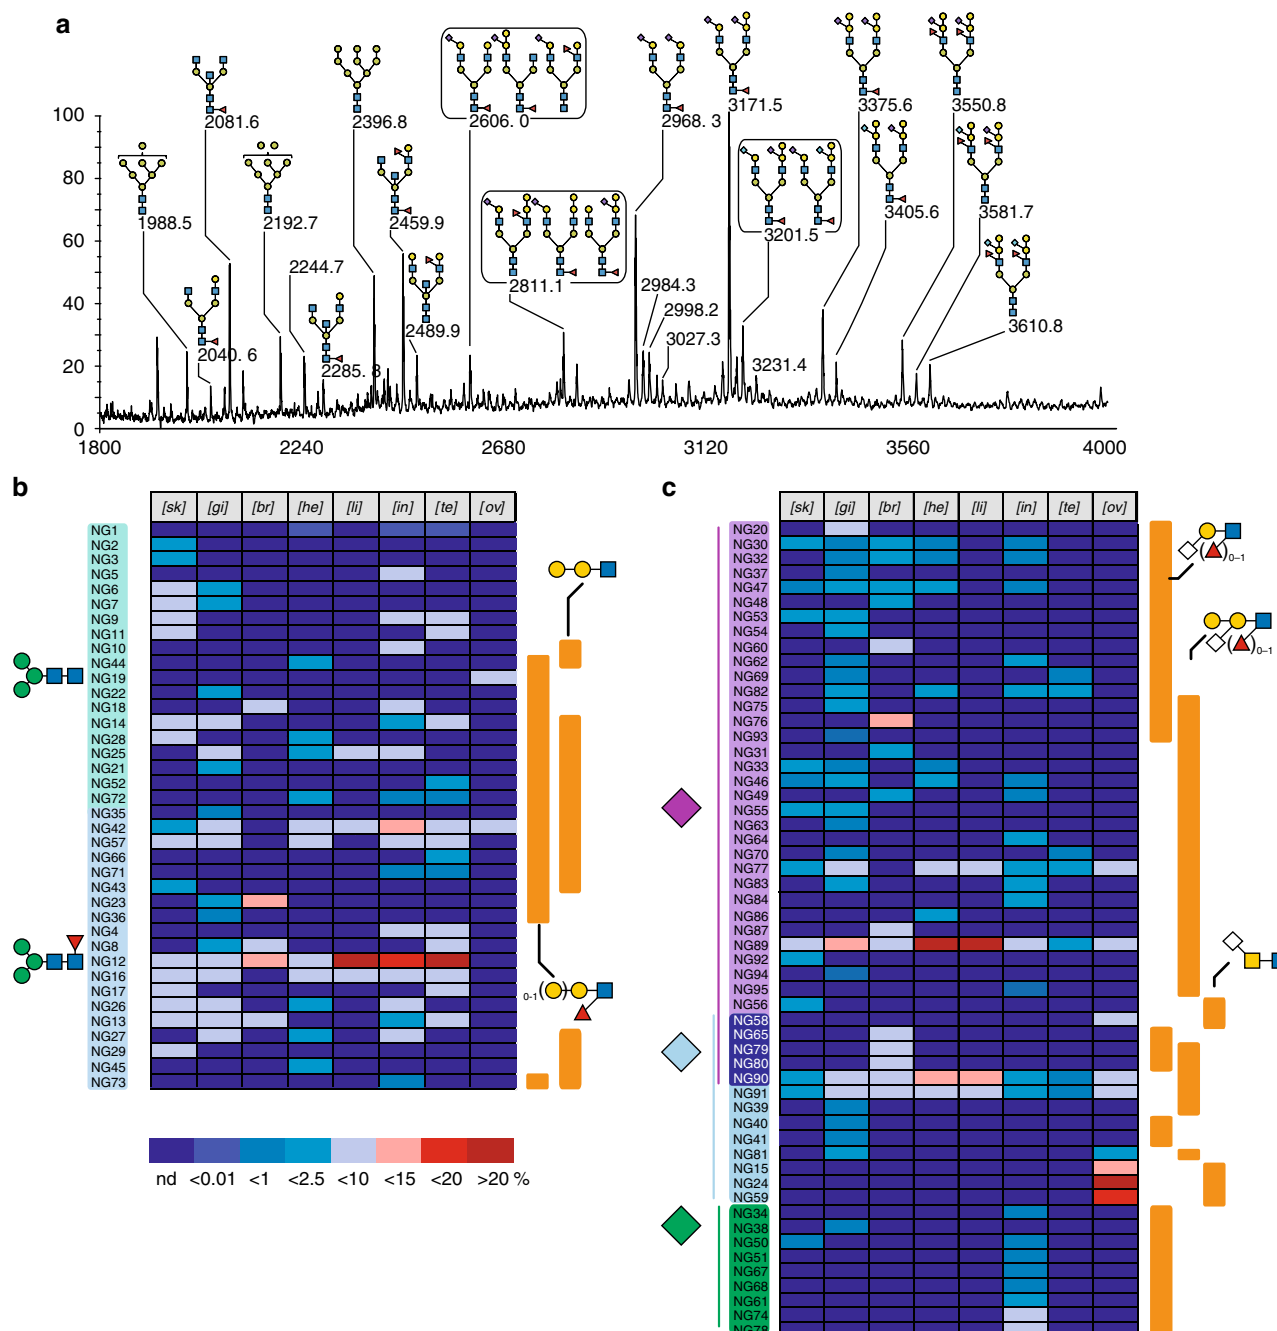 a
3171.5
3375.6
3550.8
2081.6
2396.8
2606. 0
2968. 3
100
80
60
40
20
0
1988.5
2192.7
2459.9
3201.5
3405.6
3581.7
2244.7
2811.1
2984.3
2998.2
3027.3
3610.8
2040. 6
2285. 8
2489.9
3231.4
1800 2240 2680 3120 3560 4000
b
[sk] [gi] [br] [he] [li] [in] [te] [ov]
NG1
NG2
NG3
NG5
NG6
NG7
NG9
NG11
NG10
NG44
NG19
NG22
NG18
NG14
NG28
NG25
NG21
NG52
NG72
NG35
NG42
NG57
NG66
NG71
NG43
NG23
NG36
NG4
NG8
NG12
NG16
NG17
NG26
NG13
NG27
NG29
NG45
NG73
0-1( )
nd <0.01 <1 <2.5 <10 <15 <20 >20 %
c
[sk] [gi] [br] [he] [li] [in] [te] [ov]
NG20
NG30
NG32
NG37
NG47
NG48
NG53
NG54
NG60
NG62
NG69
NG82
NG75
NG76
NG93
NG31
NG33
NG46
NG49
NG55
NG63
NG64
NG70
NG77
NG83
NG84
NG86
NG87
NG89
NG92
NG94
NG95
NG56
NG58
NG65
NG79
NG80
NG90
NG91
NG39
NG40
NG41
NG81
NG15
NG24
NG59
NG34
NG38
NG50
NG51
NG67
NG68
NG61
NG74
NG78
( )0–1
( )0–1